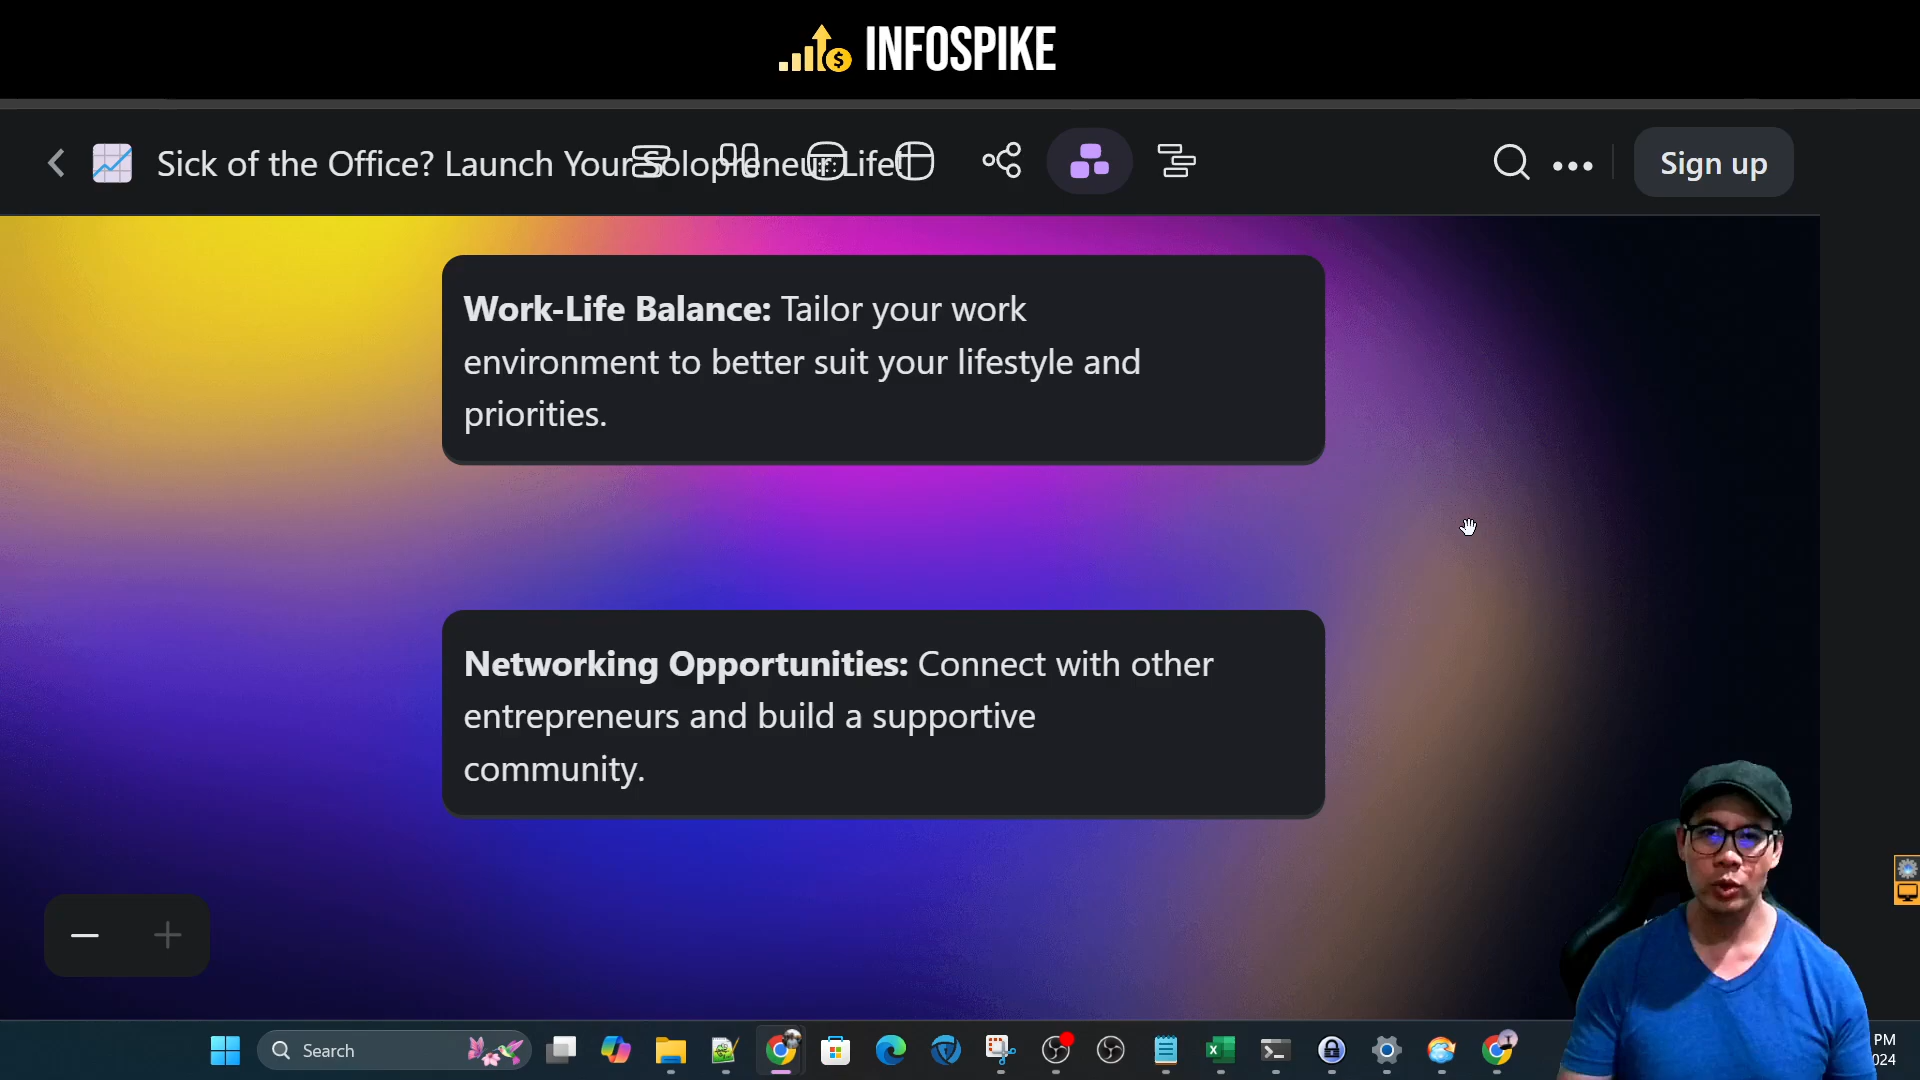 INFOSPIKE
Sick of the Office? Launch Your Solopreneur Life!
Sign up
Work-Life Balance: Tailor your work
environment to better suit your lifestyle and
priorities.
Networking Opportunities: Connect with other
entrepreneurs and build a supportive
community.
Search
PM
024